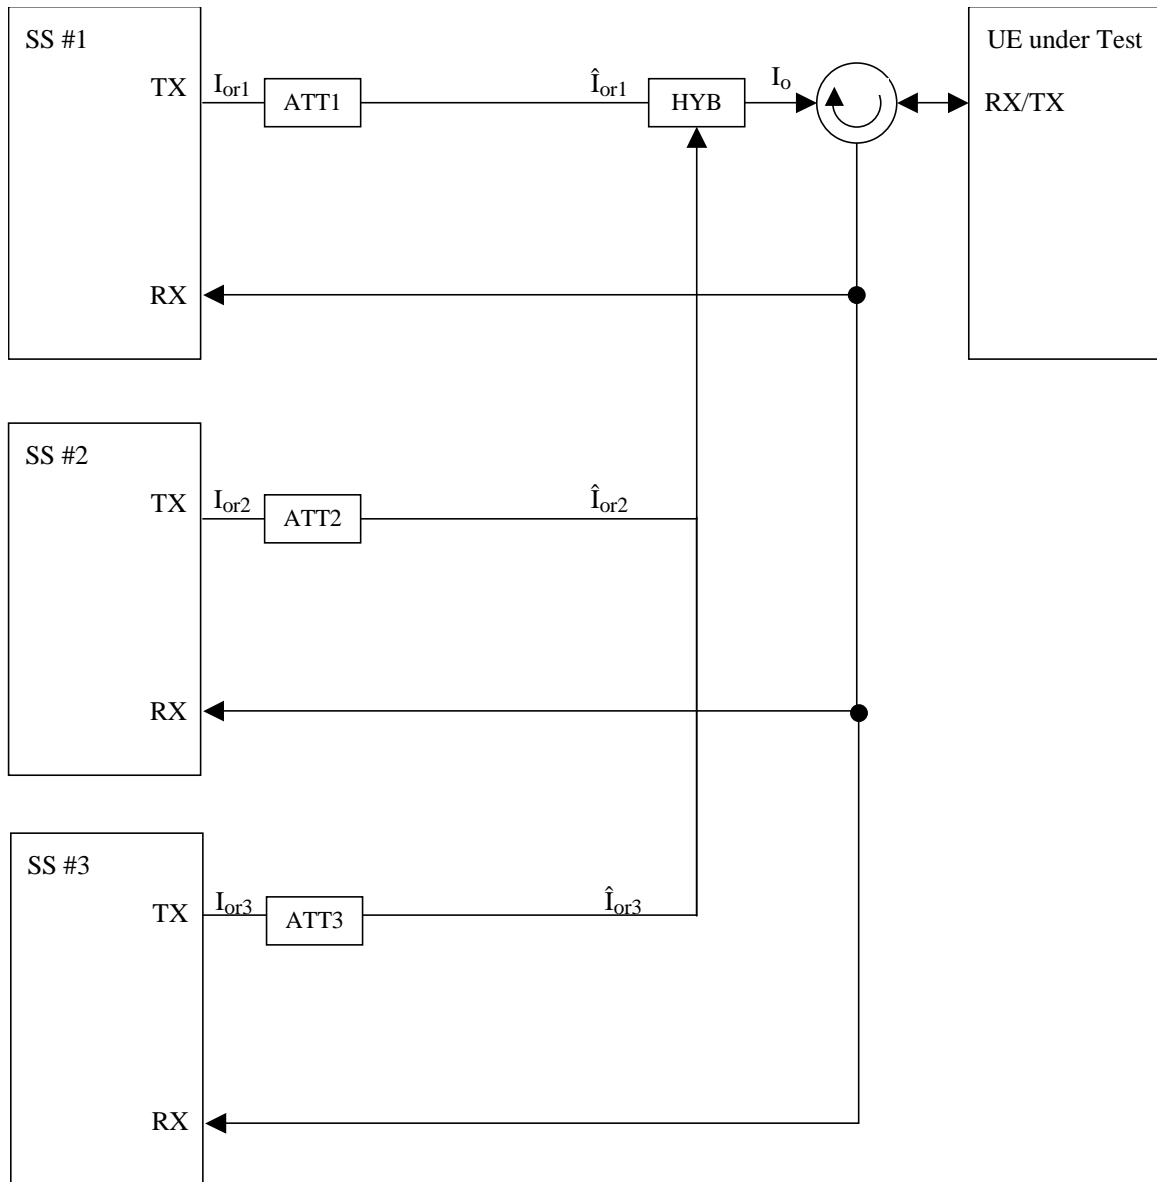 SS #1
UE under Test
TX
I_or1
ATT1
Î_or1
HYB
I_o
RX/TX
RX
SS #2
TX
I_or2
ATT2
Î_or2
RX
SS #3
TX
I_or3
ATT3
Î_or3
RX